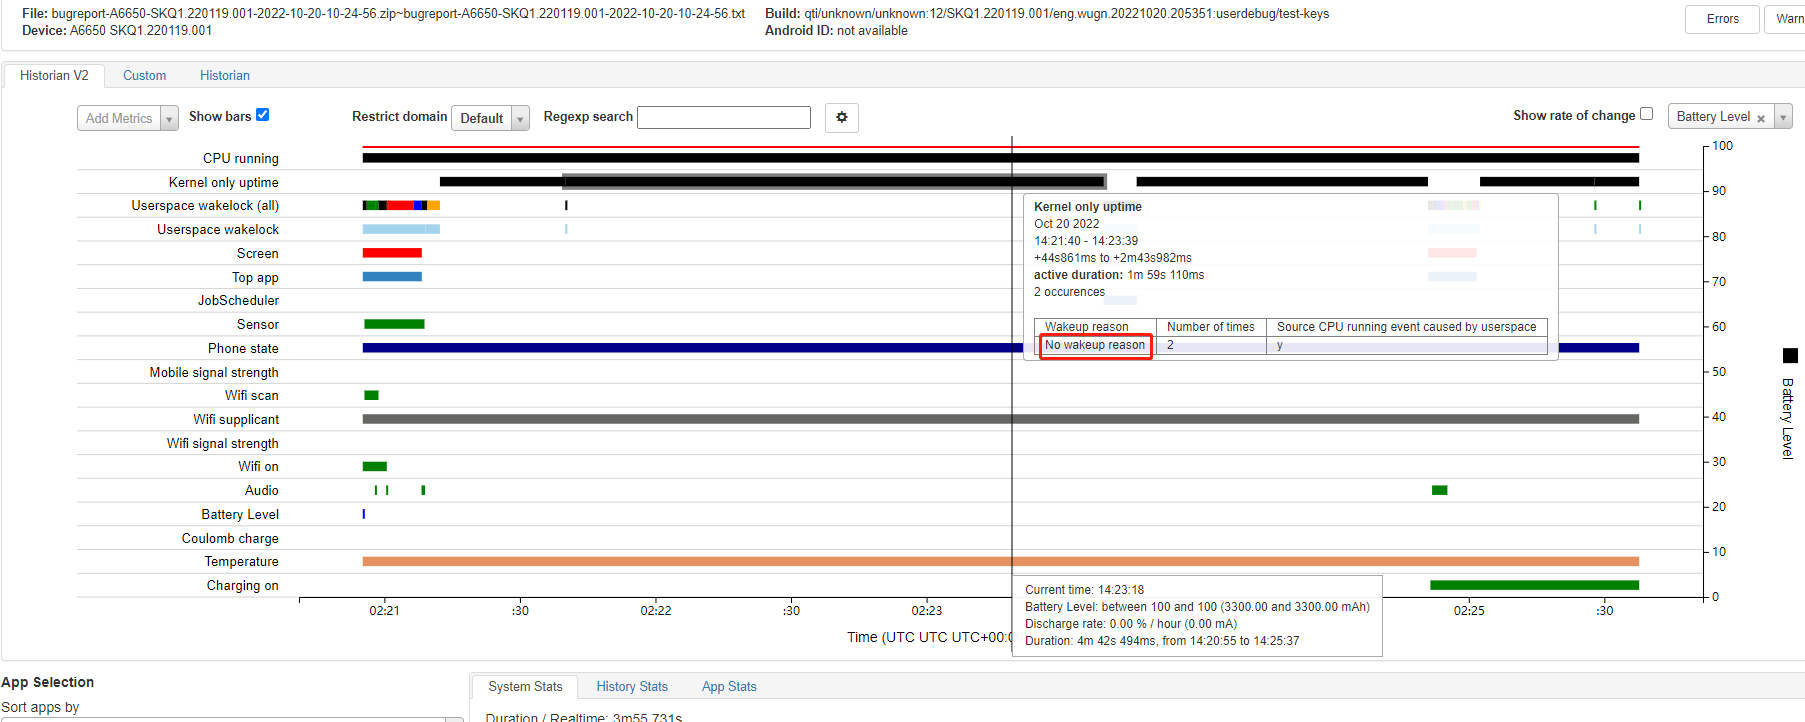 File: bugreport-A6650-SKQ1.220119.001-2022-10-20-10-24-56.zip~bugreport-A6650-SKQ1.220119.001-2022-10-20-10-24-56.txt
Device: A6650 SKQ1.220119.001
Build: qti/unknown/unknown:12/SKQ1.220119.001/eng.wugn.20221020.205351:userdebug/test-keys
Android ID: not available
Errors
Warn
Historian V2
Custom
Historian
Add Metrics
Show bars
Restrict domain
Default
Regexp search
Show rate of change
Battery Level
CPU running
Kernel only uptime
Userspace wakelock (all)
Userspace wakelock
Screen
Top app
JobScheduler
Sensor
Phone state
Mobile signal strength
Wifi scan
Wifi supplicant
Wifi signal strength
Wifi on
Audio
Battery Level
Coulomb charge
Temperature
Charging on
Kernel only uptime
Oct 20 2022
14:21:40 - 14:23:39
+44s861ms to +2m43s982ms
active duration: 1m 59s 110ms
2 occurences
Wakeup reason
Number of times
Source CPU running event caused by userspace
No wakeup reason
2
y
100
90
80
70
60
50
40
30
20
10
0
Battery Level
Current time: 14:23:18
Battery Level: between 100 and 100 (3300.00 and 3300.00 mAh)
Discharge rate: 0.00 % / hour (0.00 mA)
Duration: 4m 42s 494ms, from 14:20:55 to 14:25:37
02:21
:30
02:22
:30
02:23
02:25
:30
Time (UTC UTC UTC+00:0
App Selection
Sort apps by
System Stats
History Stats
App Stats
Duration / Realtime: 3m55.731s